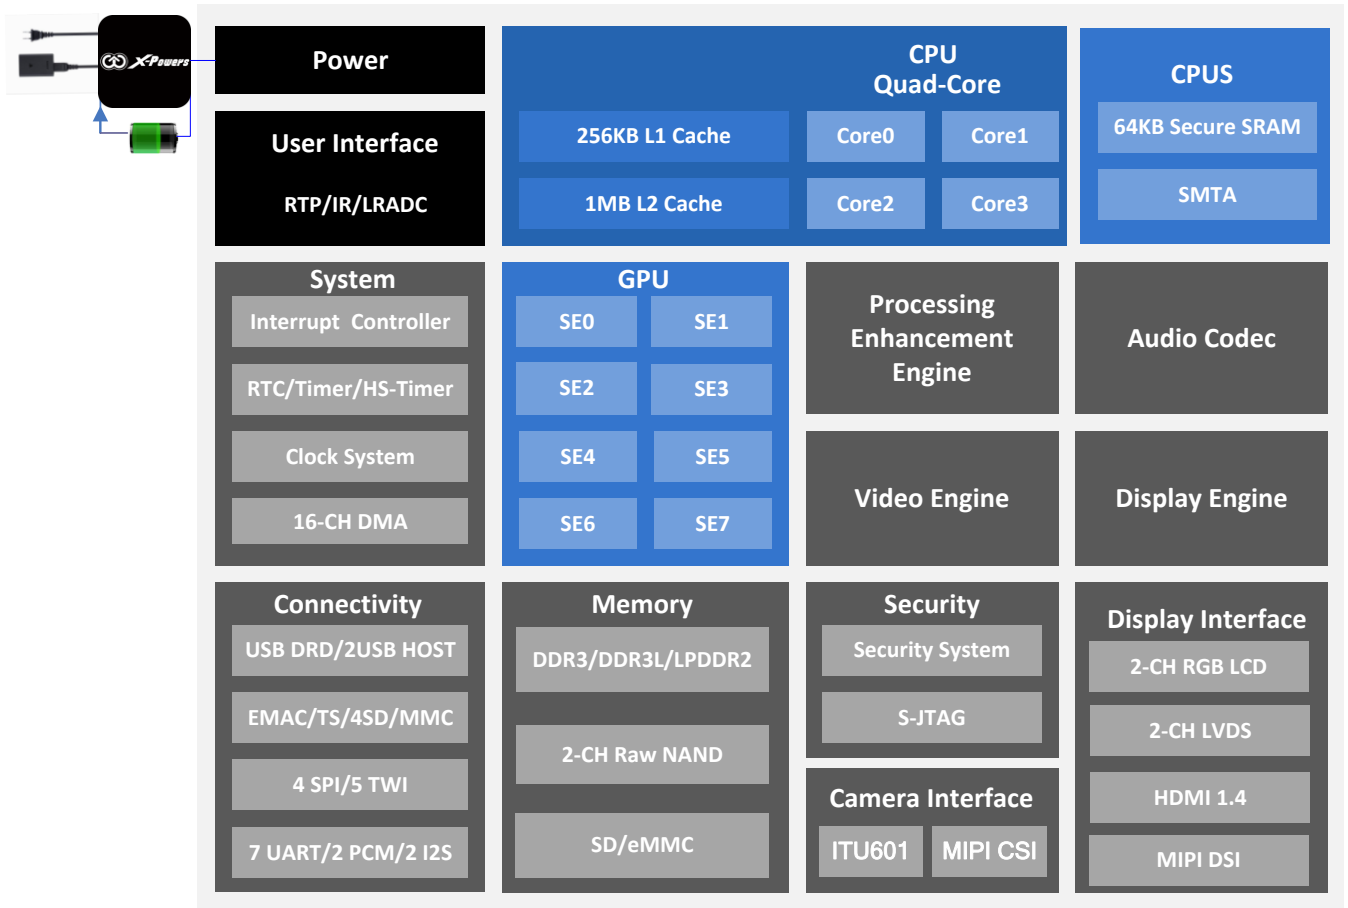 X-Powers
Power
User Interface
RTP/IR/LRADC
CPU
Quad-Core
256KB L1 Cache
Core0
Core1
1MB L2 Cache
Core2
Core3
CPUS
64KB Secure SRAM
SMTA
System
Interrupt Controller
RTC/Timer/HS-Timer
Clock System
16-CH DMA
GPU
SE0
SE1
SE2
SE3
SE4
SE5
SE6
SE7
Processing
Enhancement
Engine
Audio Codec
Video Engine
Display Engine
Connectivity
USB DRD/2USB HOST
EMAC/TS/4SD/MMC
4 SPI/5 TWI
7 UART/2 PCM/2 I2S
Memory
DDR3/DDR3L/LPDDR2
2-CH Raw NAND
SD/eMMC
Security
Security System
S-JTAG
Camera Interface
ITU601
MIPI CSI
Display Interface
2-CH RGB LCD
2-CH LVDS
HDMI 1.4
MIPI DSI